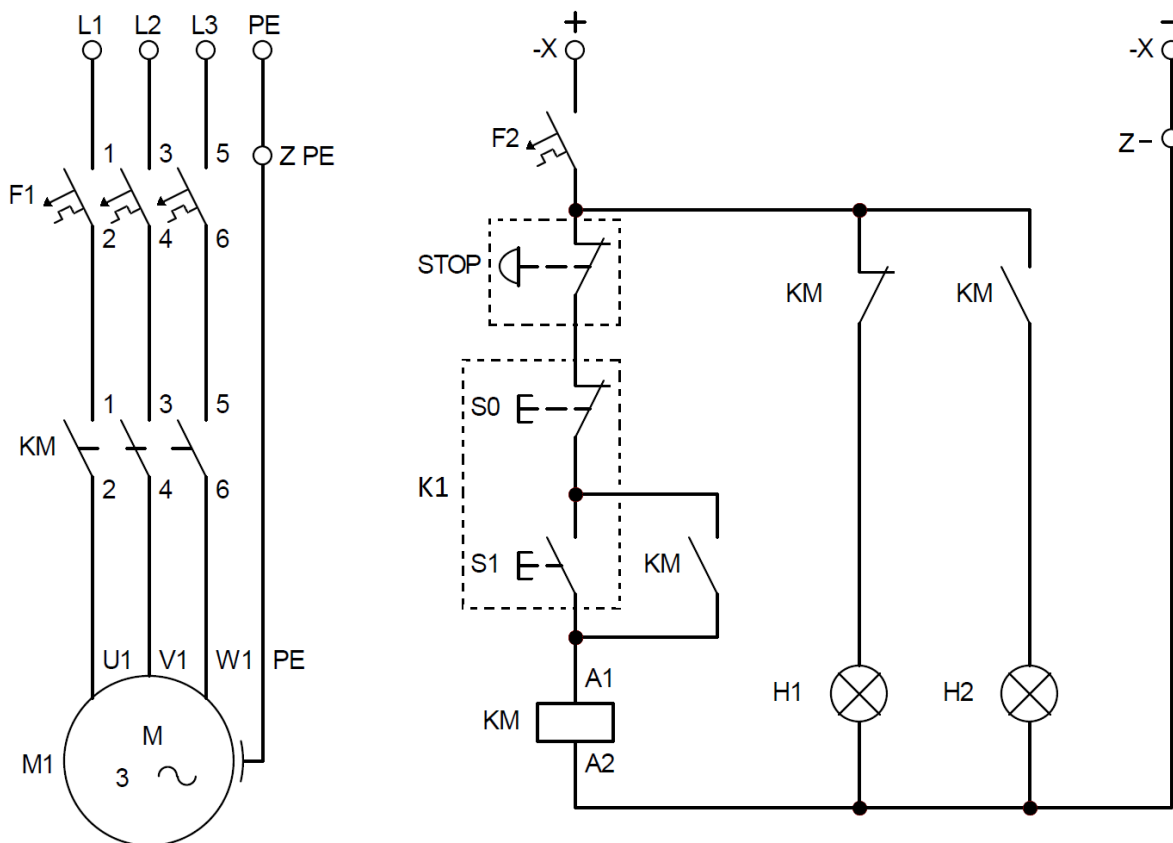 L1 L2 L3 PE
+
-X
−
-X
F2
Z −
1 3 5
Z PE
F1
2 4 6
STOP
KM KM
1 3 5
S0
KM
2 4 6
K1
S1 KM
U1 V1 W1 PE
A1
H1 H2
M
KM
M1
3
A2